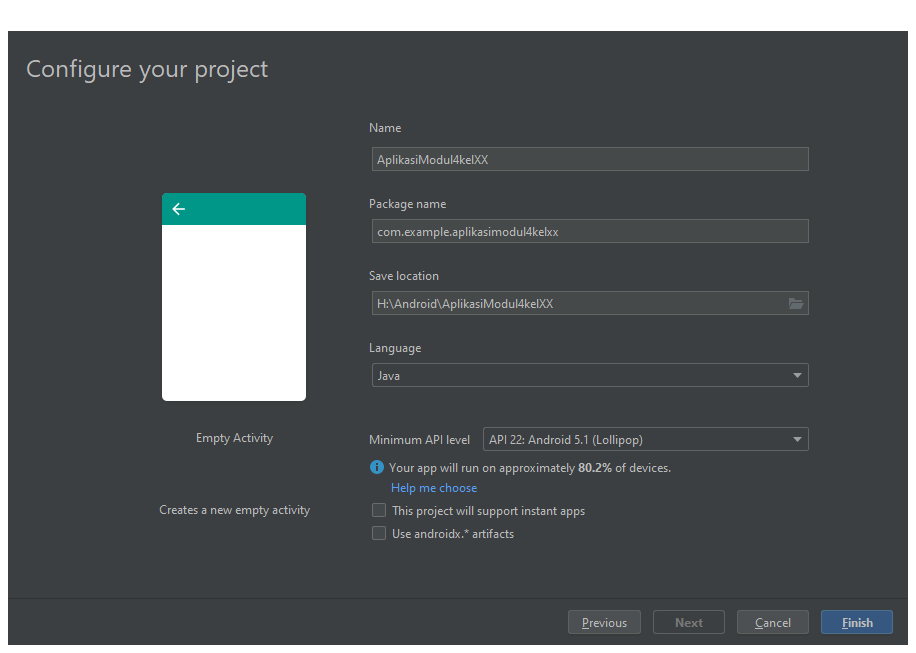 Configure your project
Name
AplikasiModul4kelXX
Package name
com.example.aplikasimodul4kelxx
Save location
H:\Android\AplikasiModul4kelXX
Language
Java
Empty Activity
Minimum API level
API 22: Android 5.1 (Lollipop)
Your app will run on approximately 80.2% of devices.
Help me choose
Creates a new empty activity
This project will support instant apps
Use androidx.* artifacts
Previous
Next
Cancel
Finish